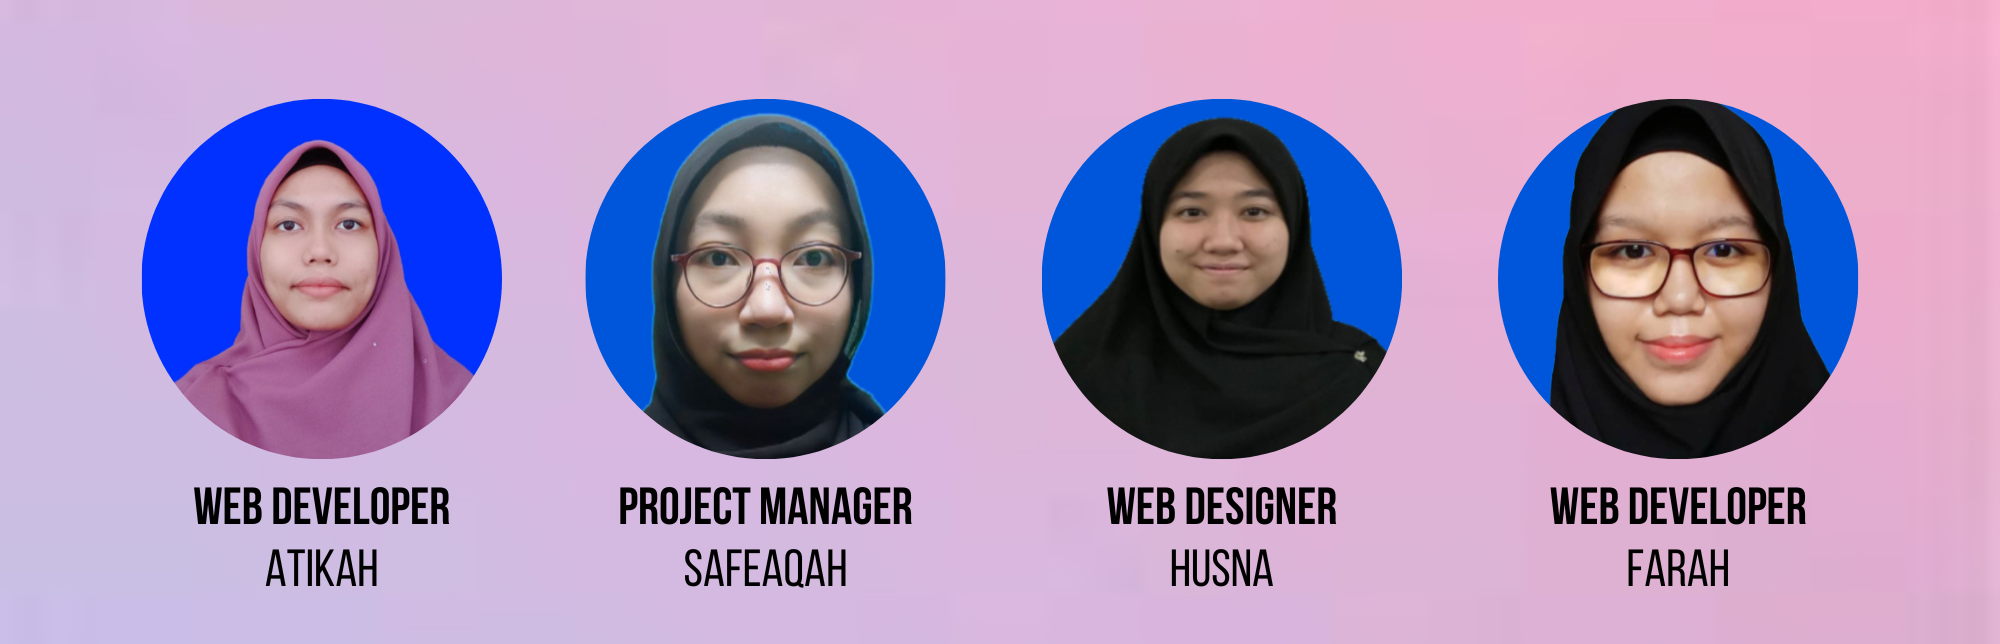 WEB DEVELOPER
ATIKAH
PROJECT MANAGER
SAFEAQAH
WEB DESIGNER
HUSNA
WEB DEVELOPER
FARAH